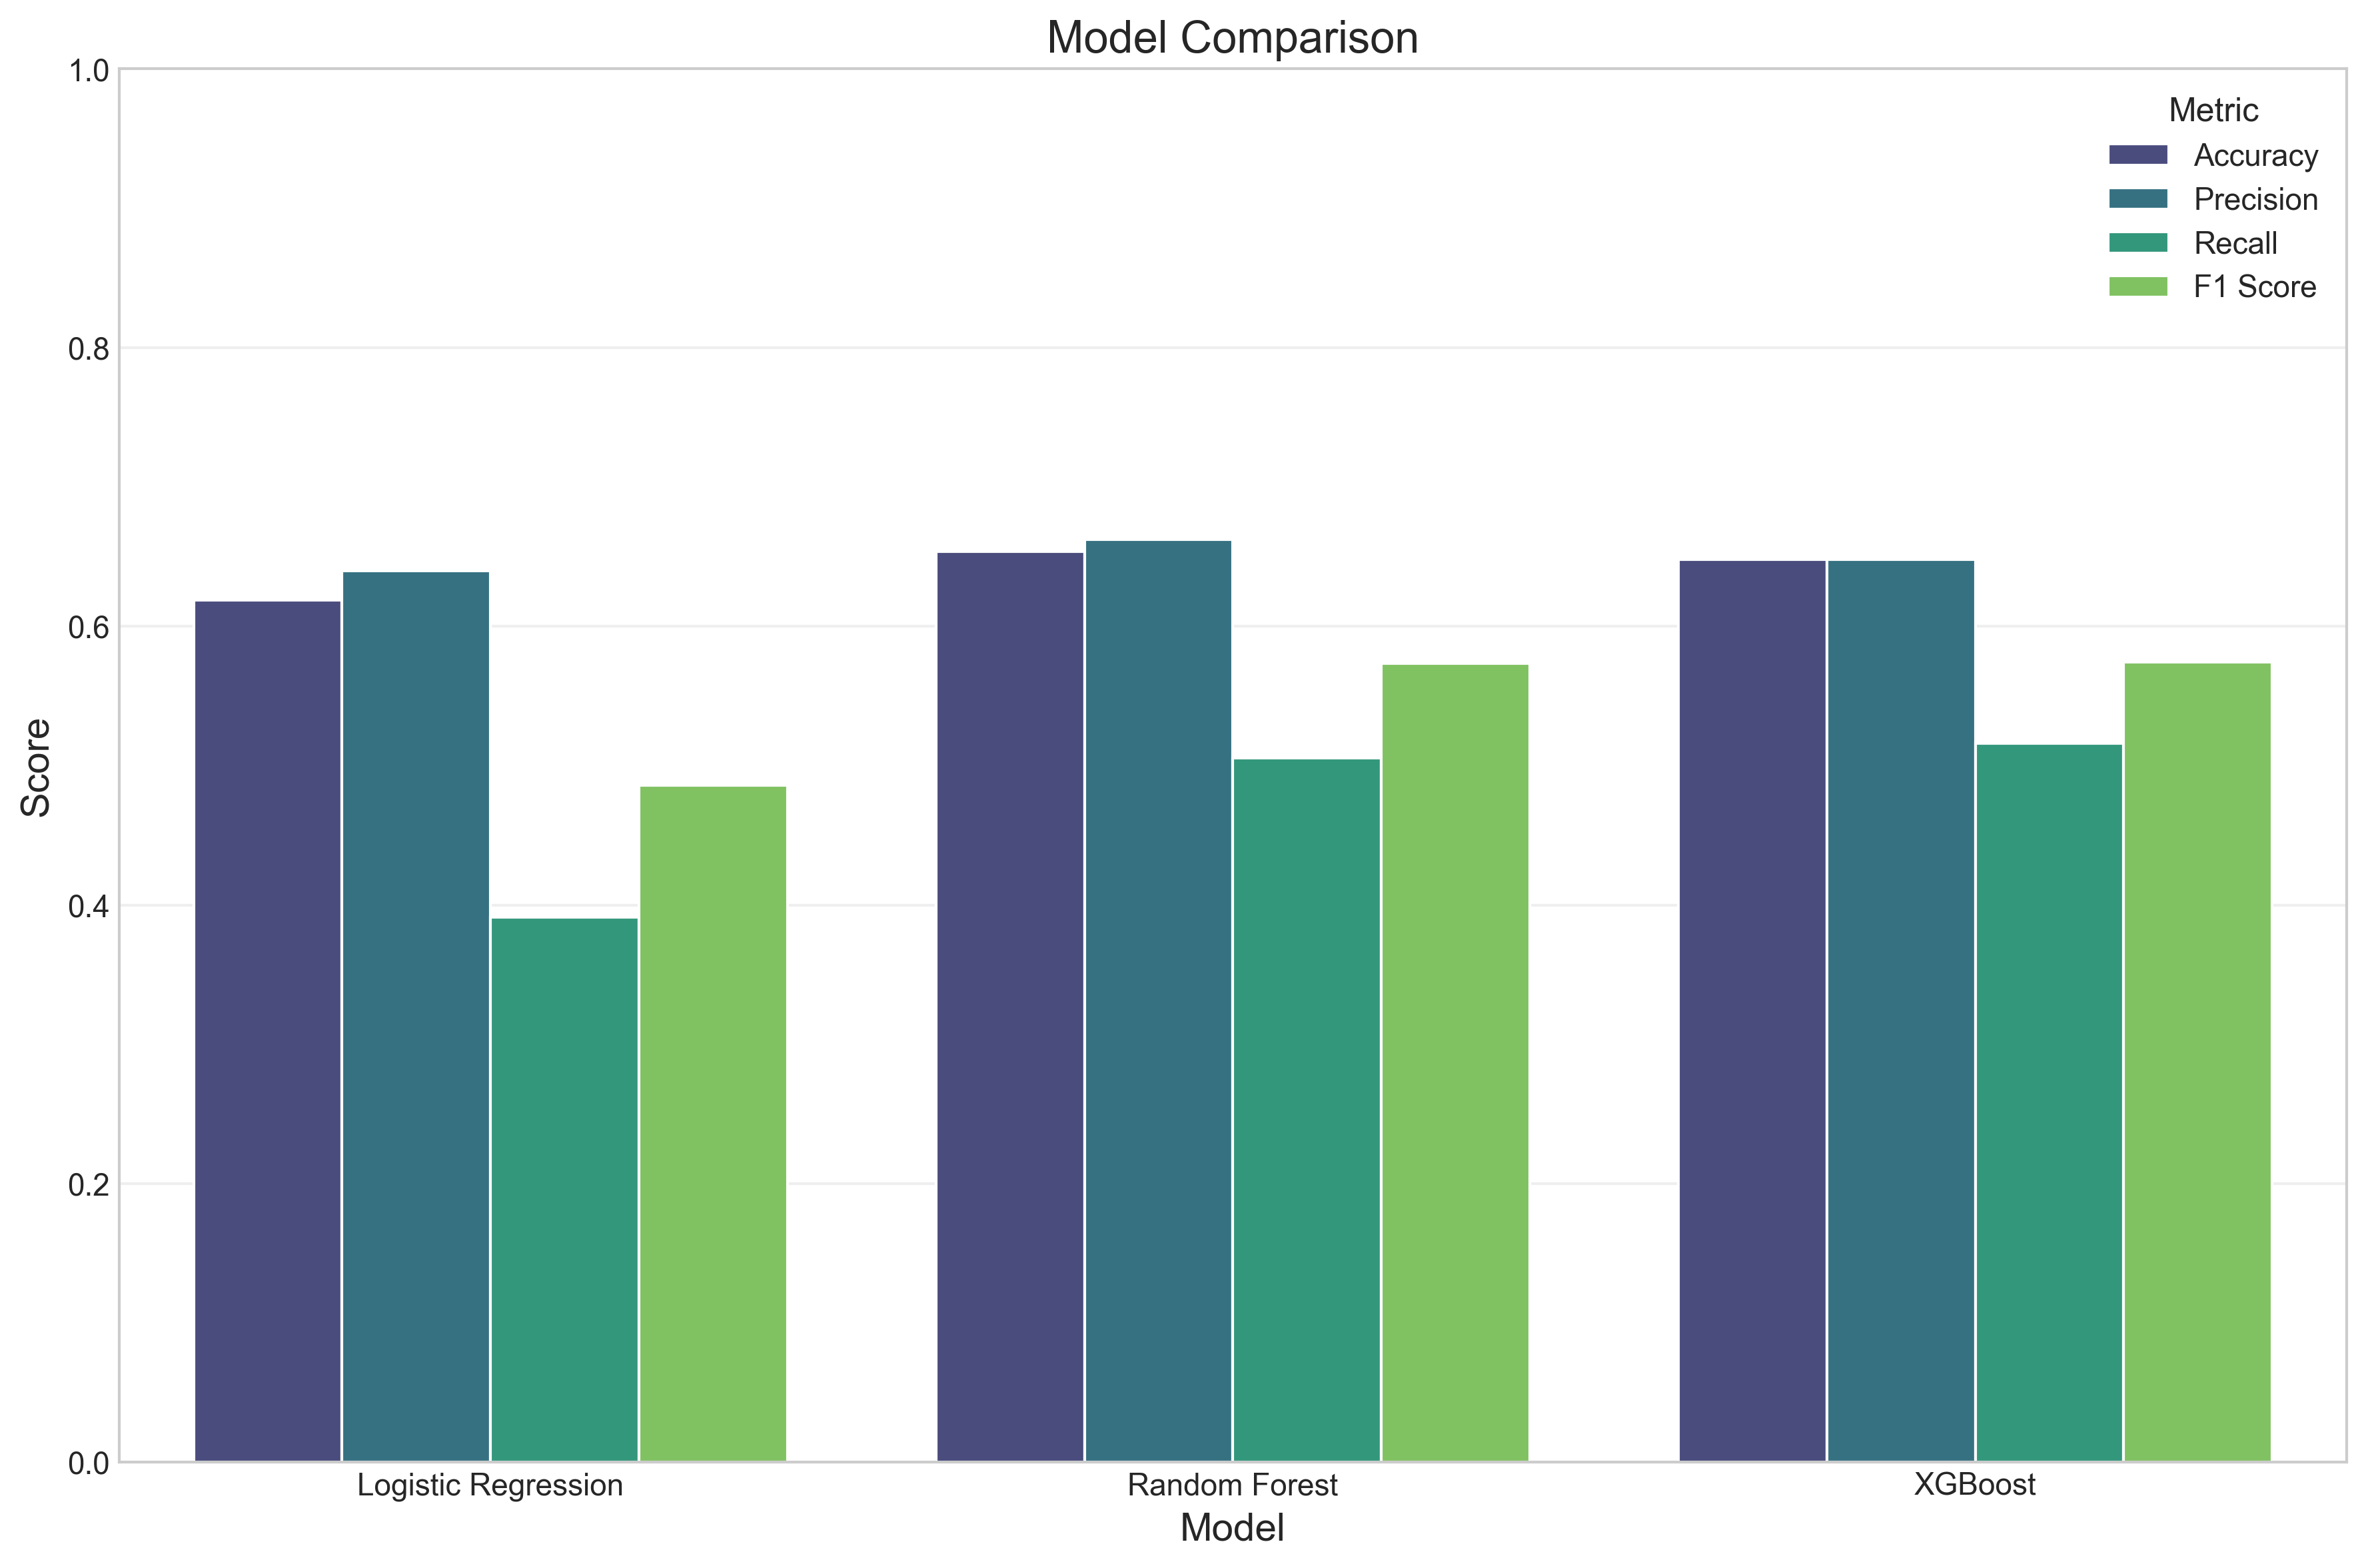 Model Comparison
1.0
0.8
0.6
0.4
0.2
0.0
Score
Metric
Accuracy
Precision
Recall
F1 Score
Logistic Regression
Random Forest
XGBoost
Model